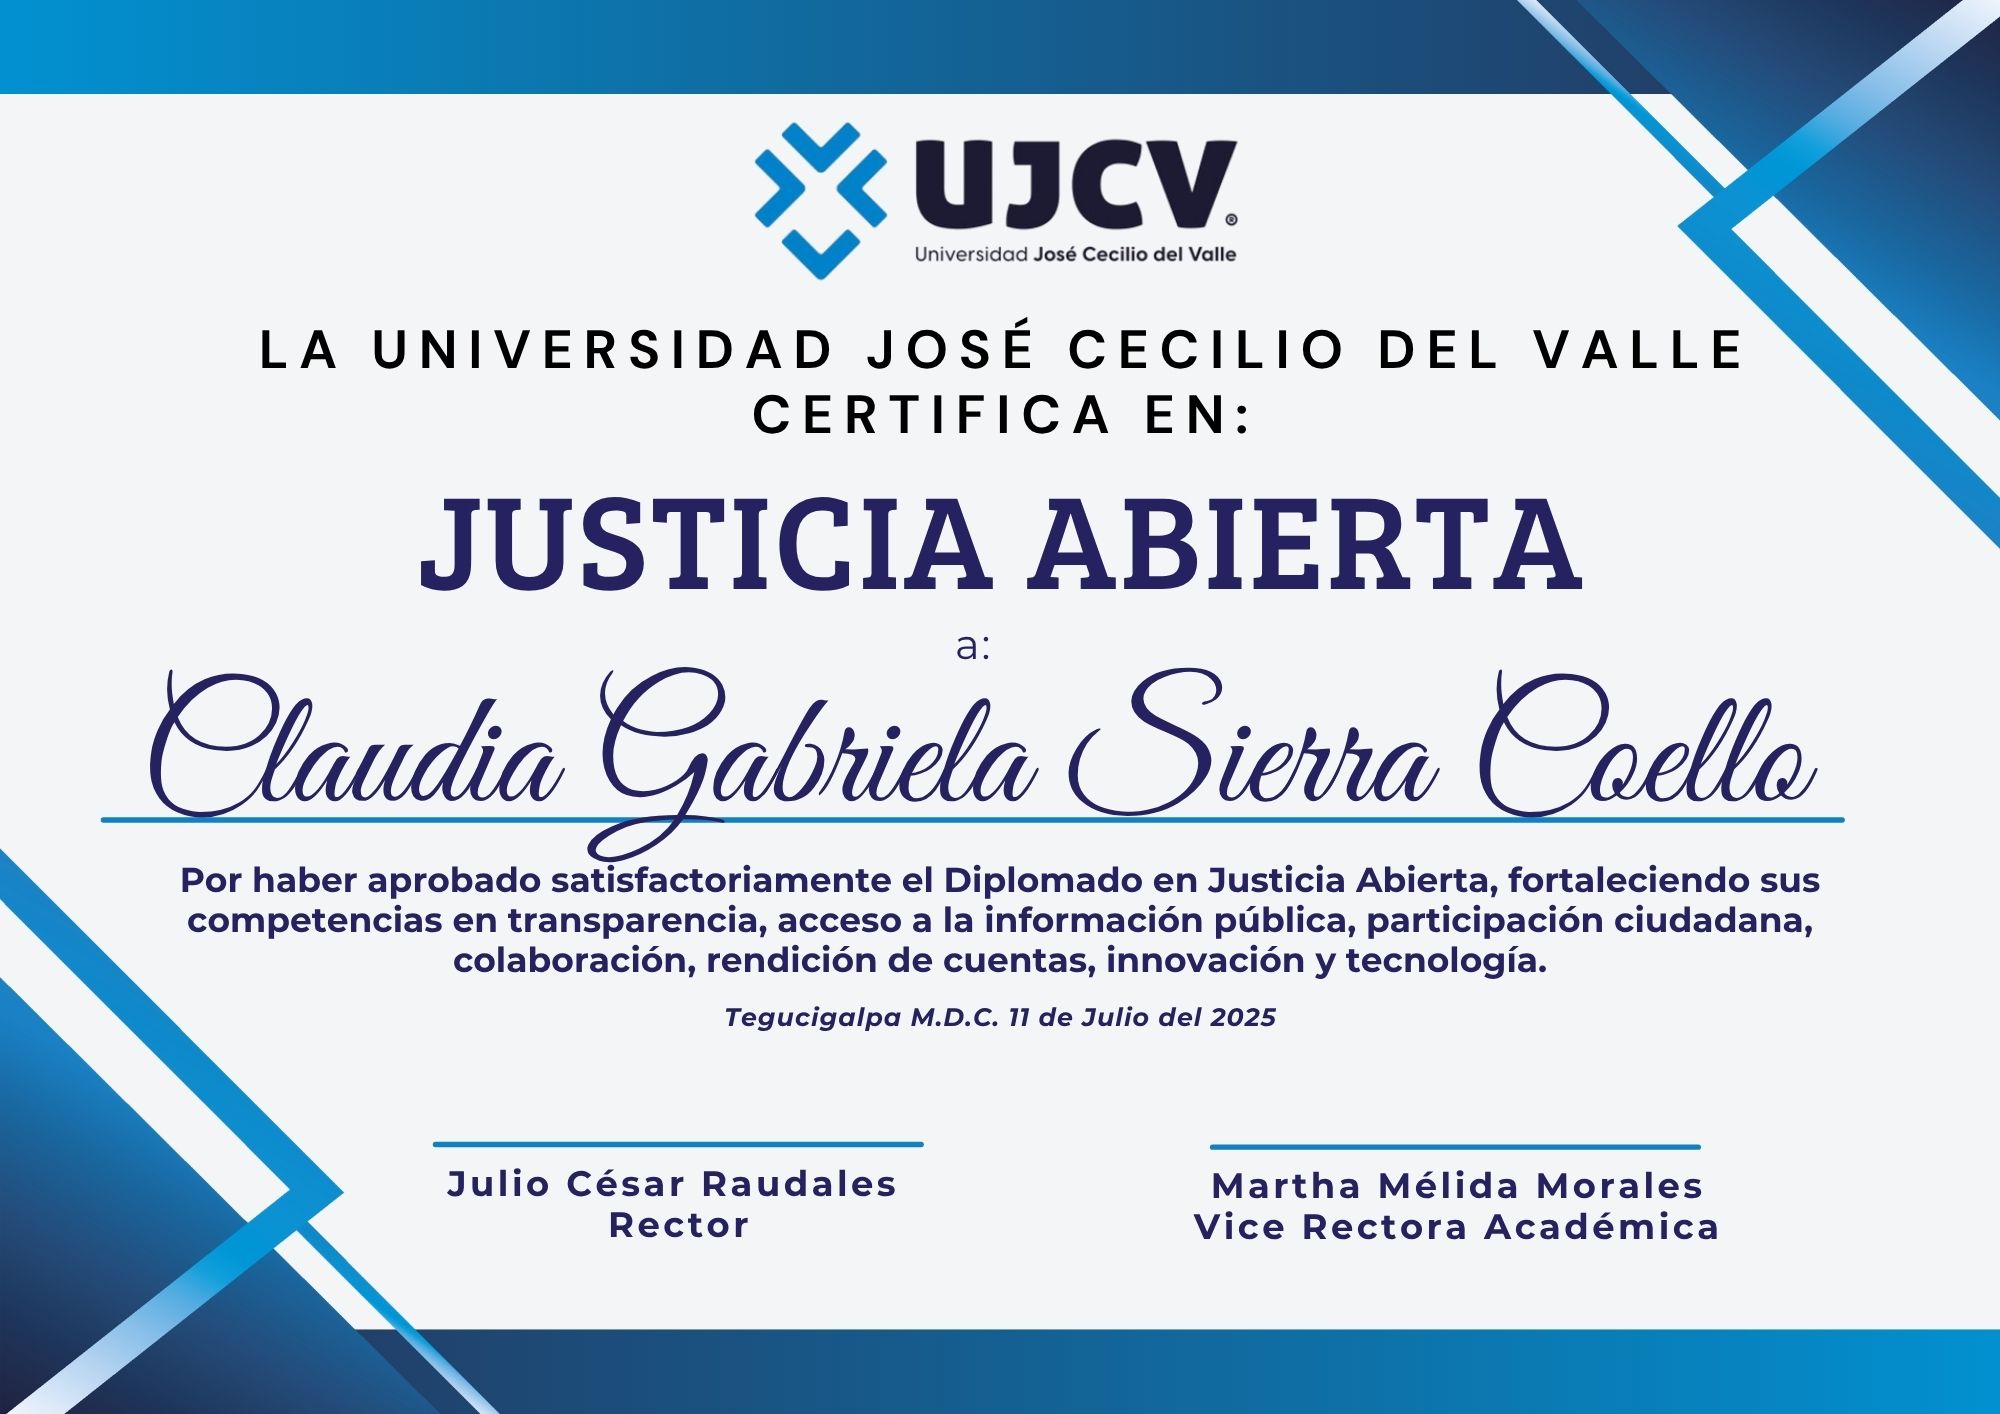 UJCV®
Universidad José Cecilio del Valle
LA UNIVERSIDAD JOSÉ CECILIO DEL VALLE
CERTIFICA EN:
JUSTICIA ABIERTA
a:
Claudia Gabriela Sierra Coello
Por haber aprobado satisfactoriamente el Diplomado en Justicia Abierta, fortaleciendo sus
competencias en transparencia, acceso a la información pública, participación ciudadana,
colaboración, rendición de cuentas, innovación y tecnología.
Tegucigalpa M.D.C. 11 de Julio del 2025
Julio César Raudales
Rector
Martha Mélida Morales
Vice Rectora Académica